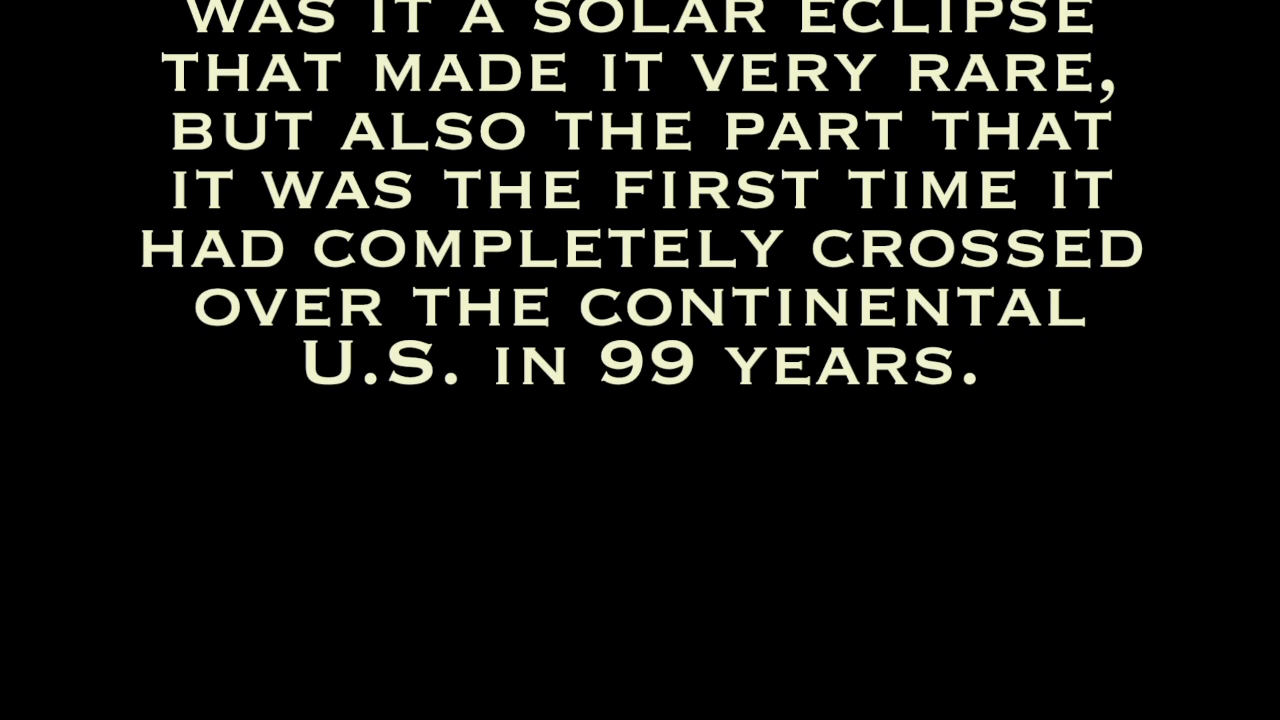 WAS IT A SOLAR ECLIPSE
THAT MADE IT VERY RARE,
BUT ALSO THE PART THAT
IT WAS THE FIRST TIME IT
HAD COMPLETELY CROSSED
OVER THE CONTINENTAL
U.S. IN 99 YEARS.